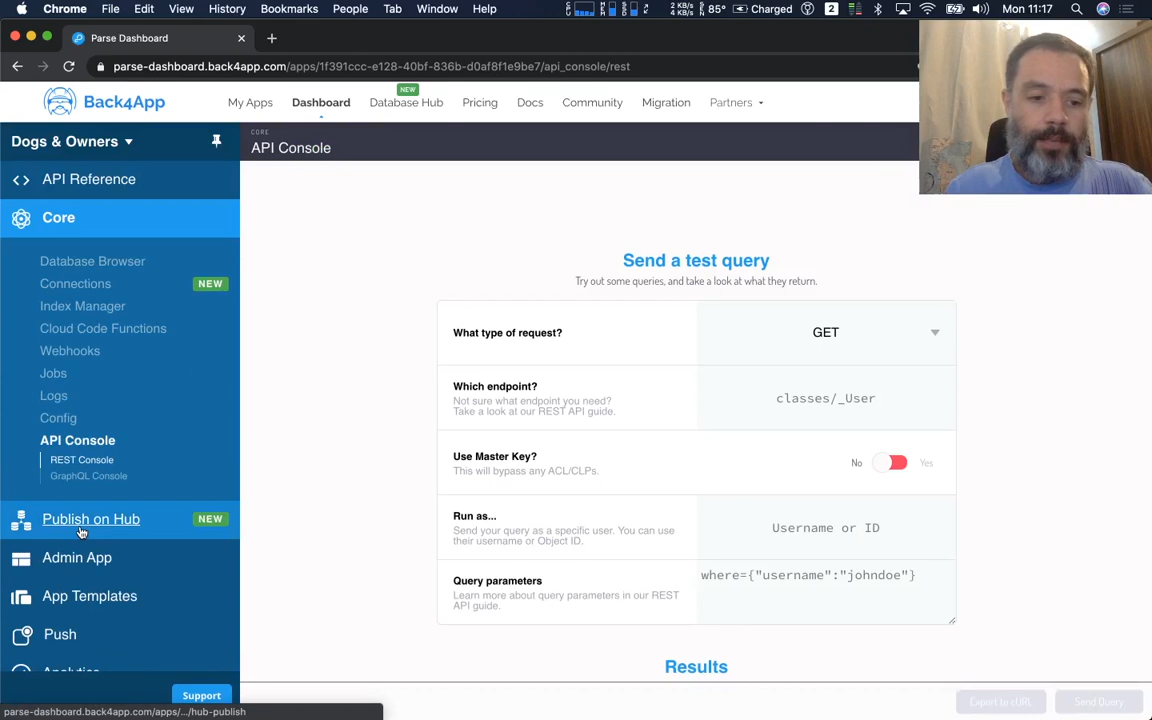 Chrome File Edit View History Bookmarks People Tab Window Help
2 KB/s
4 KB/s
85° Charged 2 Mon 11:17
Parse Dashboard
parse-dashboard.back4app.com/apps/1f391ccc-e128-40bf-836b-d0af8f1e9be7/api_console/rest
NEW
Back4App My Apps Dashboard Database Hub Pricing Docs Community Migration Partners
Dogs & Owners
CORE
API Console
API Reference
Core
Database Browser
Connections NEW
Index Manager
Cloud Code Functions
Webhooks
Jobs
Logs
Config
API Console
REST Console
GraphQL Console
Publish on Hub NEW
Admin App
App Templates
Push
Analytics
Support
parse-dashboard.back4app.com/apps/.../hub-publish
Send a test query
Try out some queries, and take a look at what they return.
What type of request? GET
Which endpoint?
Not sure what endpoint you need?
Take a look at our REST API guide.
classes/_User
Use Master Key?
This will bypass any ACL/CLPs.
No Yes
Run as...
Send your query as a specific user. You can use
their username or Object ID.
Username or ID
Query parameters
Learn more about query parameters in our REST
API guide.
where={"username":"johndoe"}
Results
Export to cURL Send Query